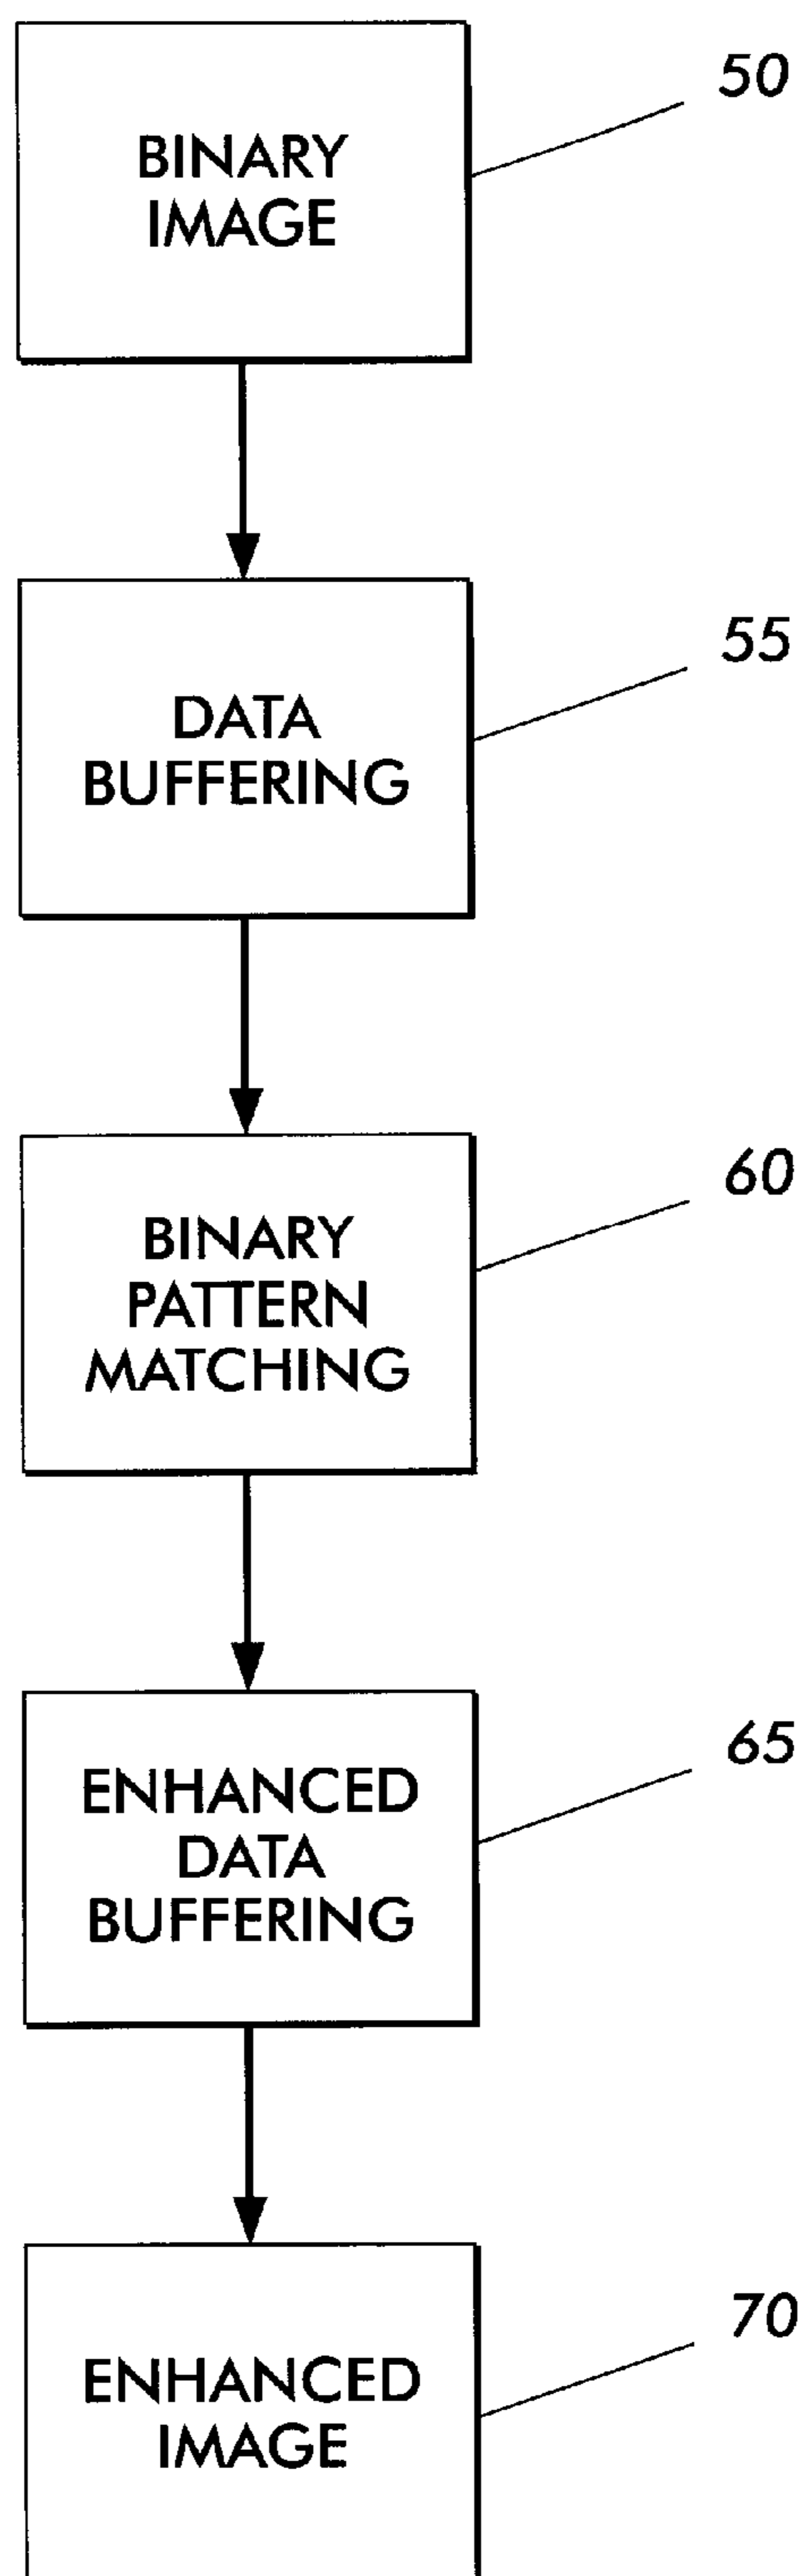 BINARY
IMAGE
50
DATA
BUFFERING
55
BINARY
PATTERN
MATCHING
60
ENHANCED
DATA
BUFFERING
65
ENHANCED
IMAGE
70